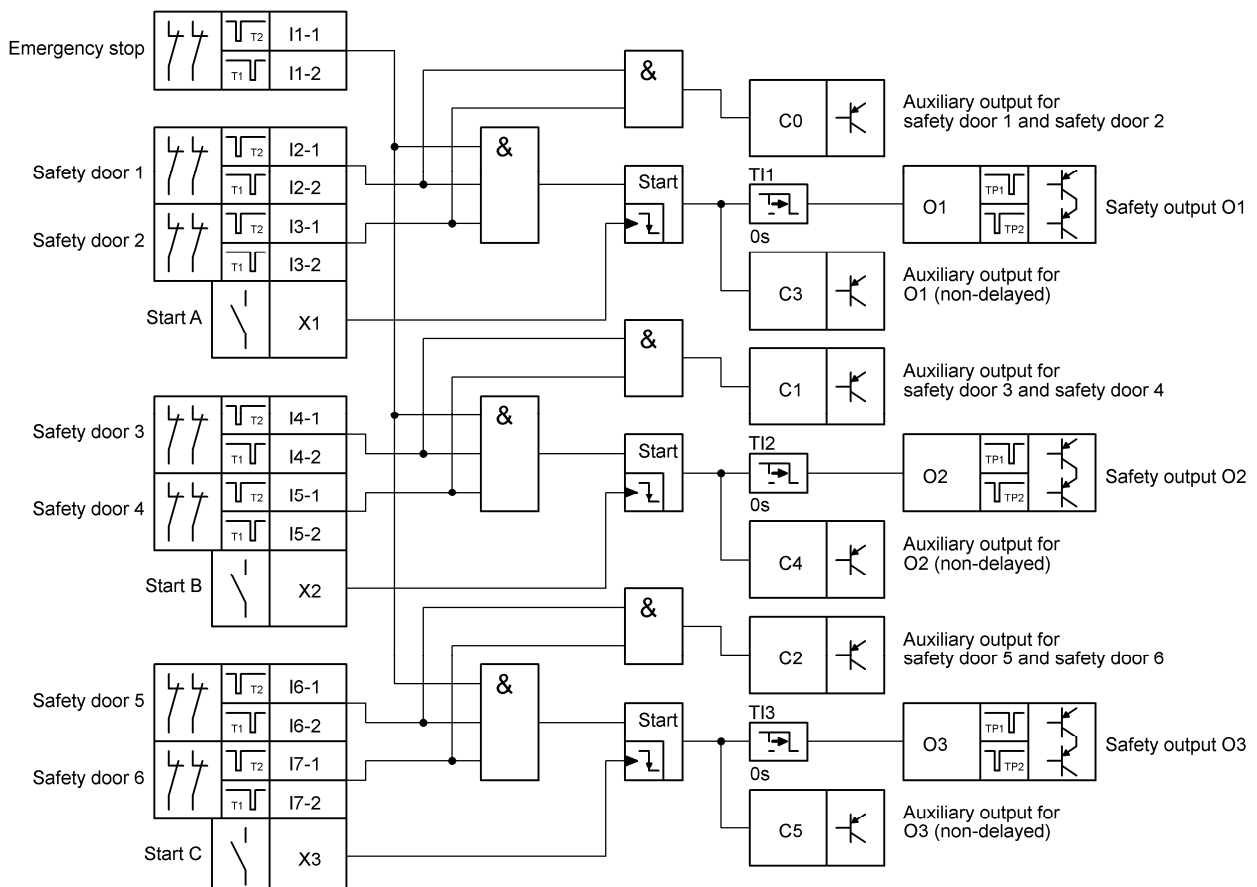 Emergency stop
T2
I1-1
T1
I1-2
&
C0
Auxiliary output for
safety door 1 and safety door 2
Safety door 1
T2
I2-1
T1
I2-2
Safety door 2
T2
I3-1
T1
I3-2
Start A
X1
&
Start
TI1
0s
O1
TP1
TP2
Safety output O1
C3
Auxiliary output for
O1 (non-delayed)
&
C1
Auxiliary output for
safety door 3 and safety door 4
Safety door 3
T2
I4-1
T1
I4-2
Safety door 4
T2
I5-1
T1
I5-2
Start B
X2
&
Start
TI2
0s
O2
TP1
TP2
Safety output O2
C4
Auxiliary output for
O2 (non-delayed)
&
C2
Auxiliary output for
safety door 5 and safety door 6
Safety door 5
T2
I6-1
T1
I6-2
Safety door 6
T2
I7-1
T1
I7-2
Start C
X3
&
Start
TI3
0s
O3
TP1
TP2
Safety output O3
C5
Auxiliary output for
O3 (non-delayed)